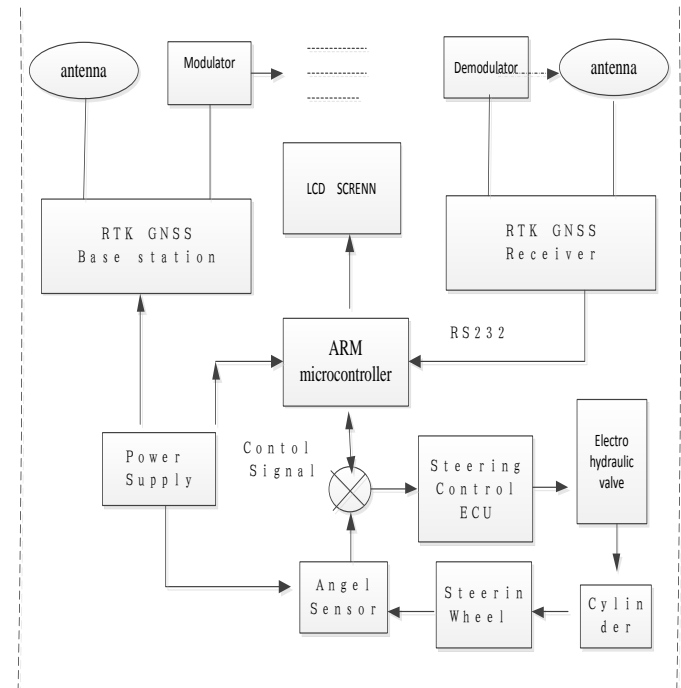 antenna
Modulator
Demodulator
antenna
LCD SCRENN
RTK GNSS
Base station
RTK GNSS
Receiver
RS232
ARM
microcontroller
Power
Supply
Contol
Signal
Steering
Control
ECU
Electro
hydraulic
valve
Angel
Sensor
Steerin
Wheel
Cylin
der